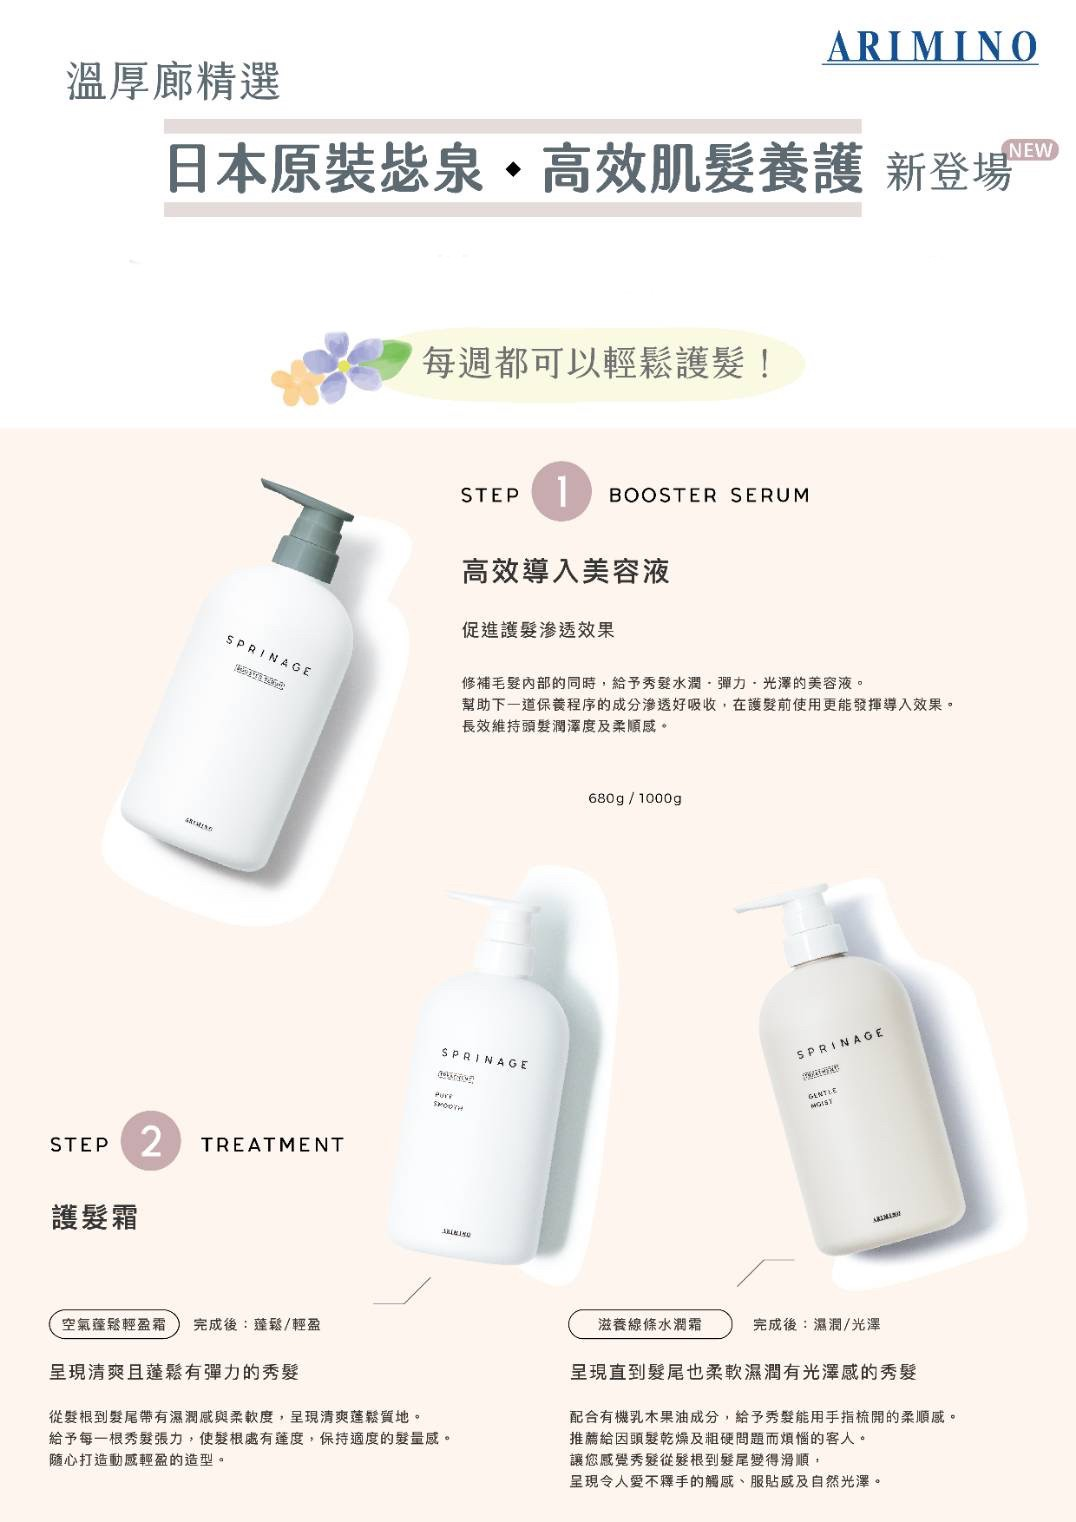 ARIMINO
溫厚廊精選
日本原裝毖泉・高效肌髮養護 新登場 NEW
每週都可以輕鬆護髮！
STEP 1 BOOSTER SERUM
高效導入美容液
促進護髮滲透效果
修補毛髮內部的同時，給予秀髮水潤・彈力・光澤的美容液。
幫助下一道保養程序的成分滲透好吸收，在護髮前使用更能發揮導入效果。
長效維持頭髮潤澤度及柔順感。
680g / 1000g
SPRINAGE
BOOSTER SERUM
ARIMINO
SPRINAGE
TREATMENT
PUFF
SMOOTH
ARIMINO
SPRINAGE
TREATMENT
GENTLE
MOIST
ARIMINO
STEP 2 TREATMENT
護髮霜
空氣蓬鬆輕盈霜 完成後：蓬鬆/輕盈
呈現清爽且蓬鬆有彈力的秀髮
從髮根到髮尾帶有濕潤感與柔軟度，呈現清爽蓬鬆質地。
給予每一根秀髮張力，使髮根處有蓬度，保持適度的髮量感。
隨心打造動感輕盈的造型。
滋養線條水潤霜 完成後：濕潤/光澤
呈現直到髮尾也柔軟濕潤有光澤感的秀髮
配合有機乳木果油成分，給予秀髮能用手指梳開的柔順感。
推薦給因頭髮乾燥及粗硬問題而煩惱的客人。
讓您感覺秀髮從髮根到髮尾變得滑順，
呈現令人愛不釋手的觸感、服貼感及自然光澤。